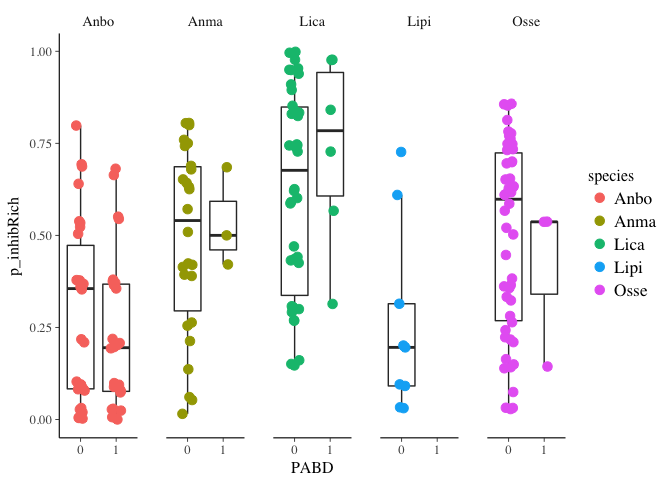 Anbo Anma Lica Lipi Osse
1.00
0.75
0.50
0.25
0.00
p_inhibRich
0 1 0 1 0 1 0 1 0 1
PABD
species
Anbo
Anma
Lica
Lipi
Osse